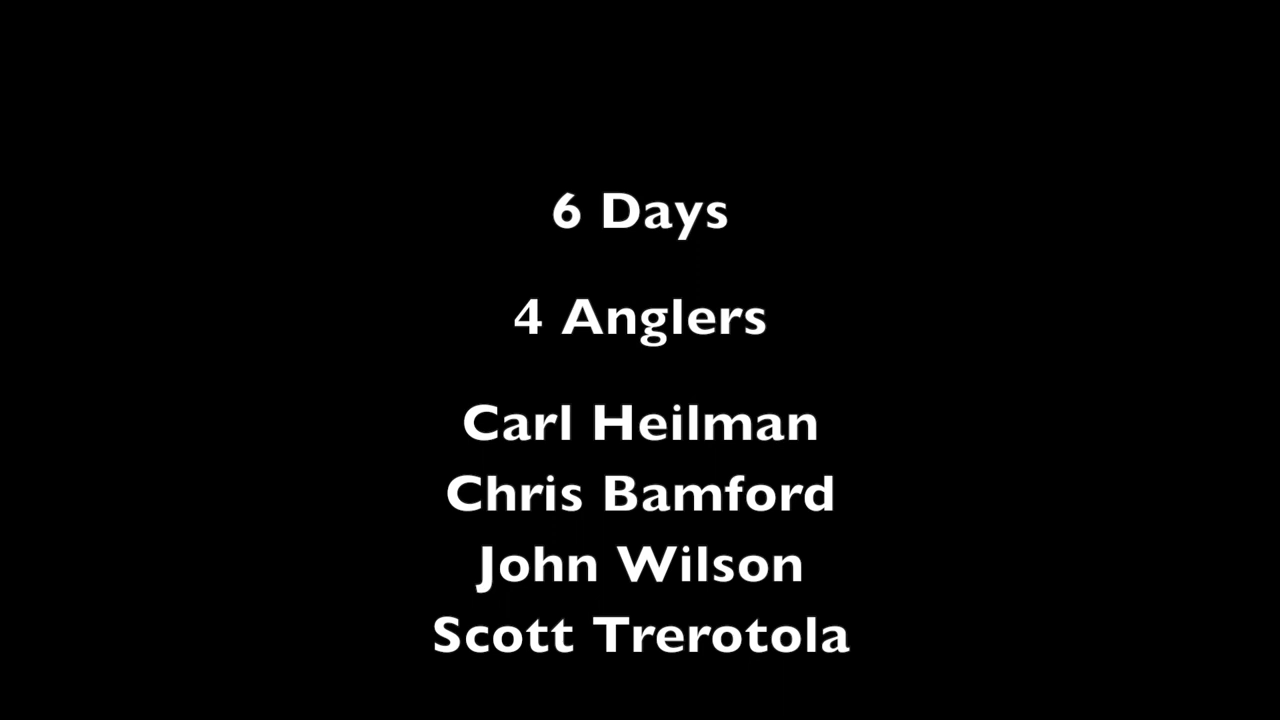 6 Days
4 Anglers
Carl Heilman
Chris Bamford
John Wilson
Scott Trerotola